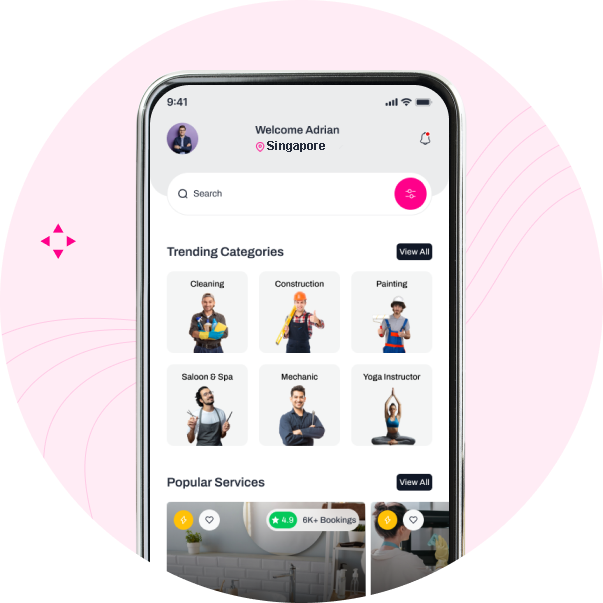 9:41
Welcome Adrian
Singapore
Search
Trending Categories
View All
Cleaning
Construction
Painting
Saloon & Spa
Mechanic
Yoga Instructor
Popular Services
View All
4.9
6K+ Bookings